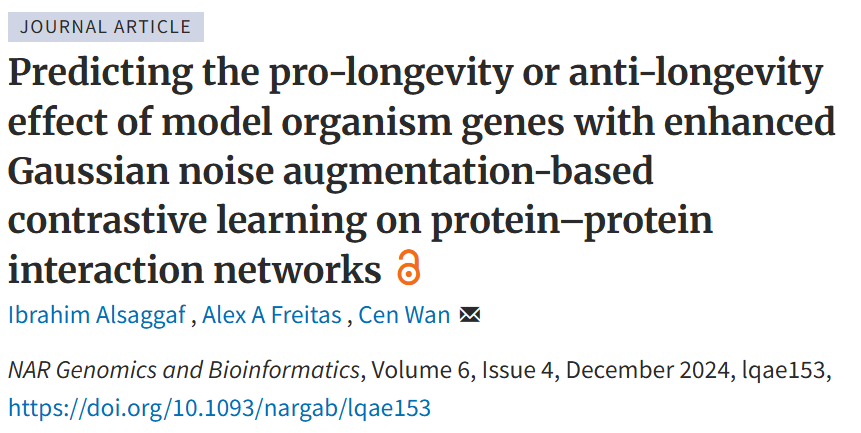 JOURNAL ARTICLE
Predicting the pro-longevity or anti-longevity
effect of model organism genes with enhanced
Gaussian noise augmentation-based
contrastive learning on protein–protein
interaction networks
Ibrahim Alsaggaf , Alex A Freitas , Cen Wan
NAR Genomics and Bioinformatics, Volume 6, Issue 4, December 2024, lqae153,
https://doi.org/10.1093/nargab/lqae153